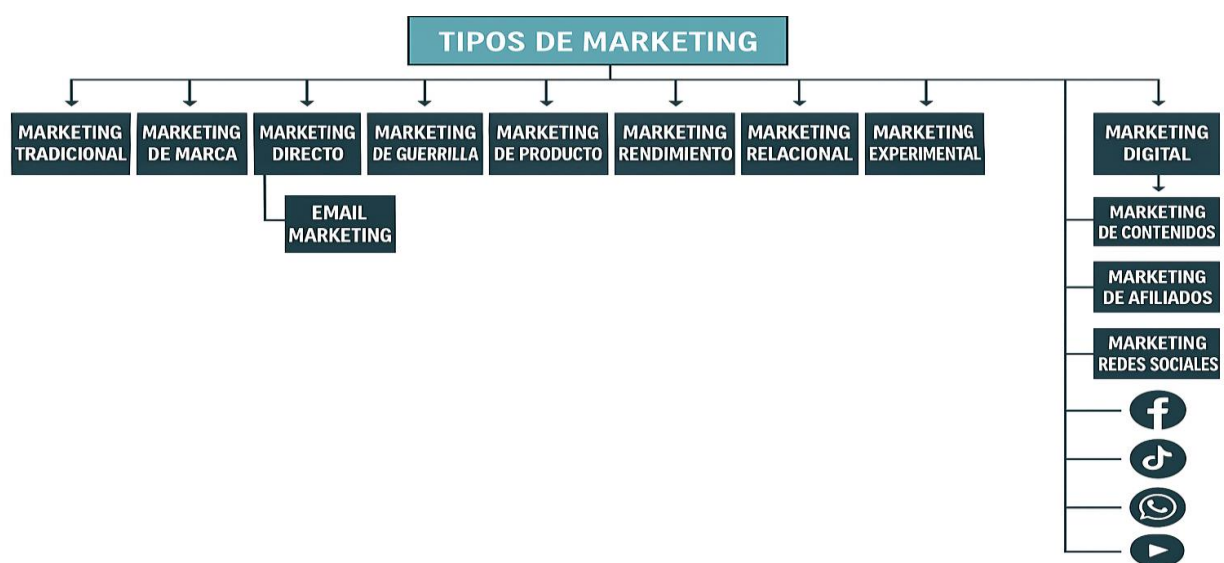 TIPOS DE MARKETING
MARKETING
TRADICIONAL
MARKETING
DE MARCA
MARKETING
DIRECTO
MARKETING
DE GUERRILLA
MARKETING
DE PRODUCTO
MARKETING
RENDIMIENTO
MARKETING
RELACIONAL
MARKETING
EXPERIMENTAL
MARKETING
DIGITAL
EMAIL
MARKETING
MARKETING
DE CONTENIDOS
MARKETING
DE AFILIADOS
MARKETING
REDES SOCIALES